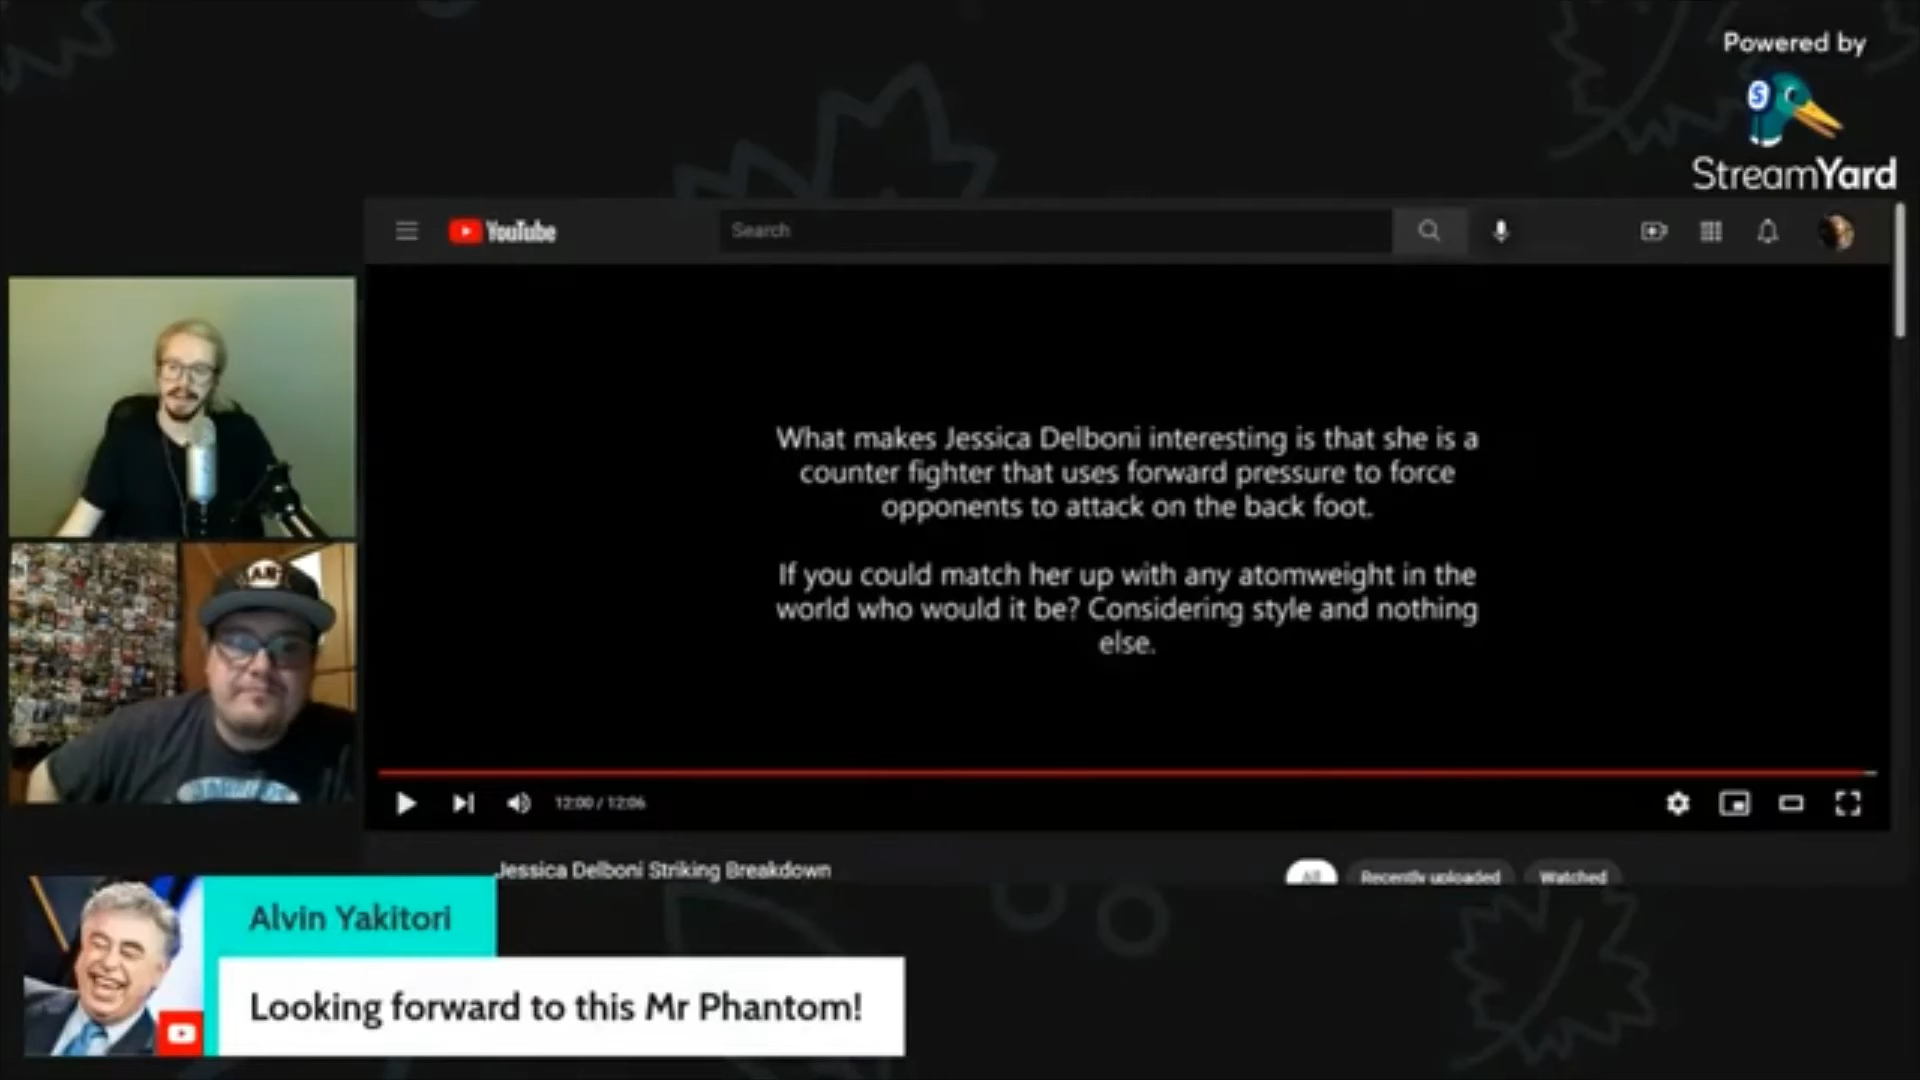 Powered by
StreamYard
YouTube
Search
What makes Jessica Delboni interesting is that she is a
counter fighter that uses forward pressure to force
opponents to attack on the back foot.
If you could match her up with any atomweight in the
world who would it be? Considering style and nothing
else.
12:00 / 12:06
Jessica Delboni Striking Breakdown
All
Recently uploaded
Watched
Alvin Yakitori
Looking forward to this Mr Phantom!